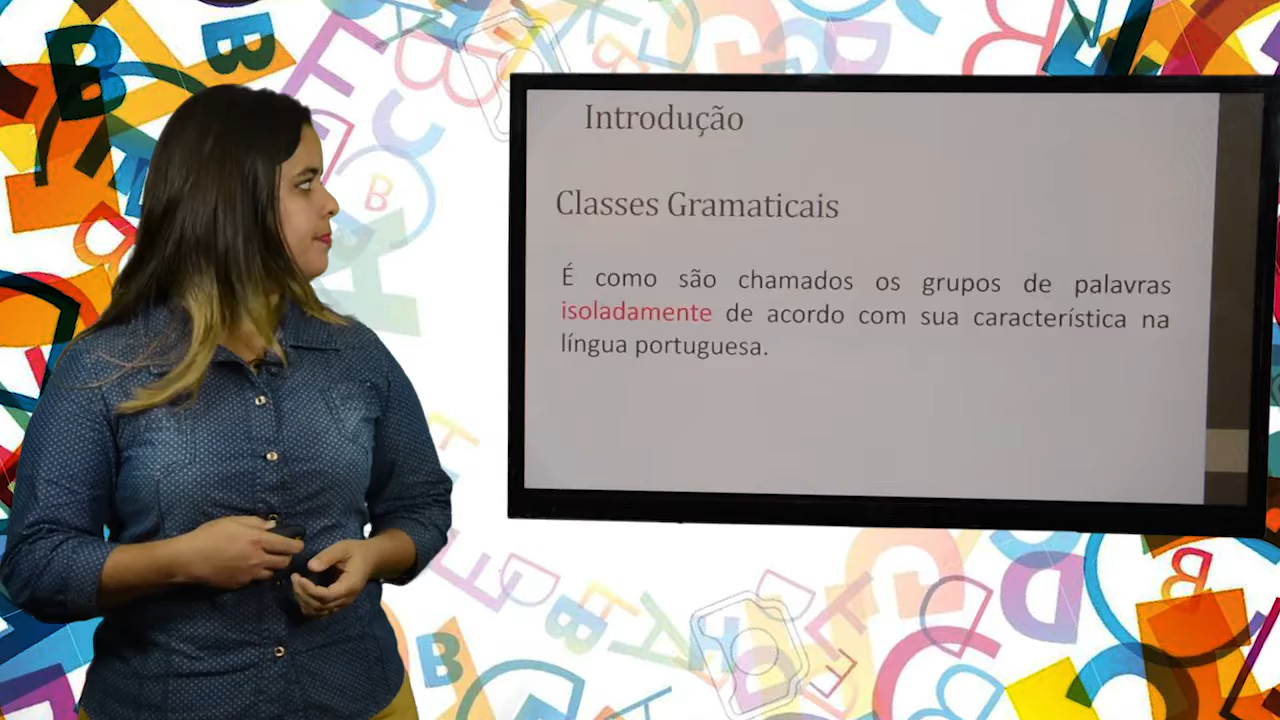 Introdução
Classes Gramaticais
É como são chamados os grupos de palavras
isoladamente de acordo com sua característica na
língua portuguesa.